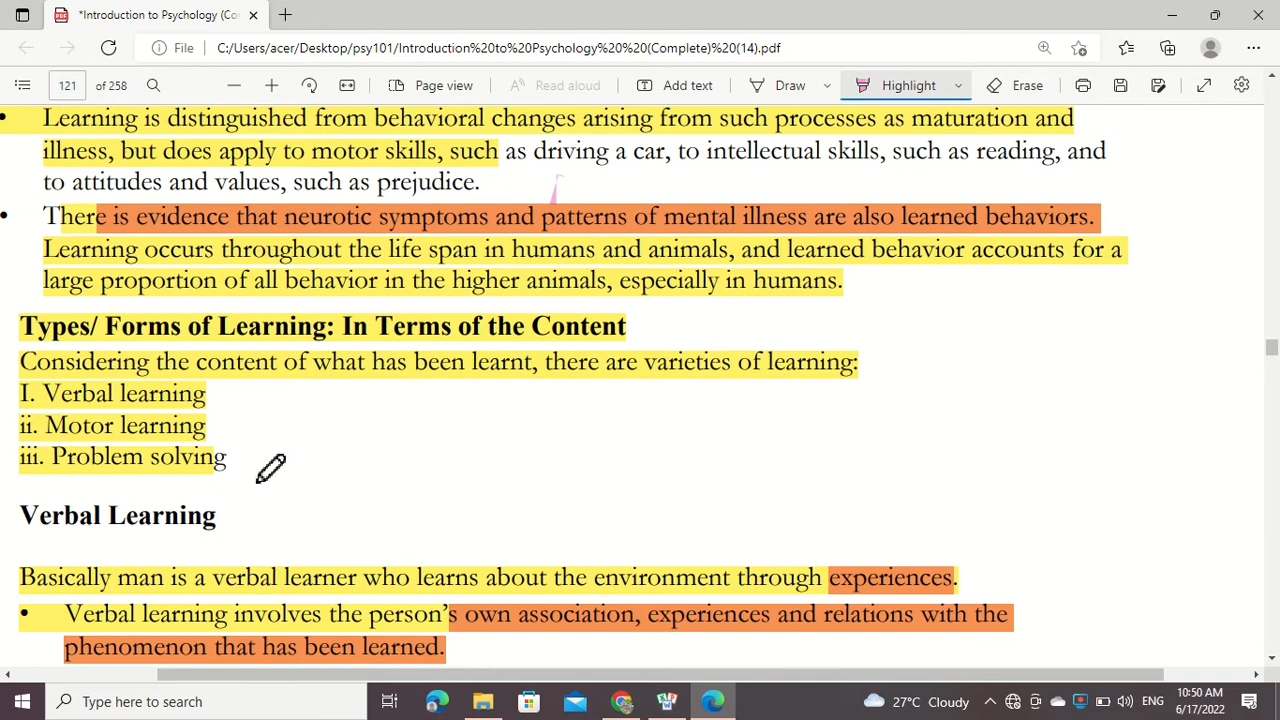 *Introduction to Psychology (Co
File C:/Users/acer/Desktop/psy101/Introduction%20to%20Psychology%20%20(Complete)%20(14).pdf
121 of 258 Page view Read aloud Add text Draw Highlight Erase
• Learning is distinguished from behavioral changes arising from such processes as maturation and
illness, but does apply to motor skills, such as driving a car, to intellectual skills, such as reading, and
to attitudes and values, such as prejudice.
• There is evidence that neurotic symptoms and patterns of mental illness are also learned behaviors.
Learning occurs throughout the life span in humans and animals, and learned behavior accounts for a
large proportion of all behavior in the higher animals, especially in humans.
Types/ Forms of Learning: In Terms of the Content
Considering the content of what has been learnt, there are varieties of learning:
I. Verbal learning
ii. Motor learning
iii. Problem solving
Verbal Learning
Basically man is a verbal learner who learns about the environment through experiences.
• Verbal learning involves the person's own association, experiences and relations with the
phenomenon that has been learned.
Type here to search 27°C Cloudy ENG 10:50 AM
6/17/2022